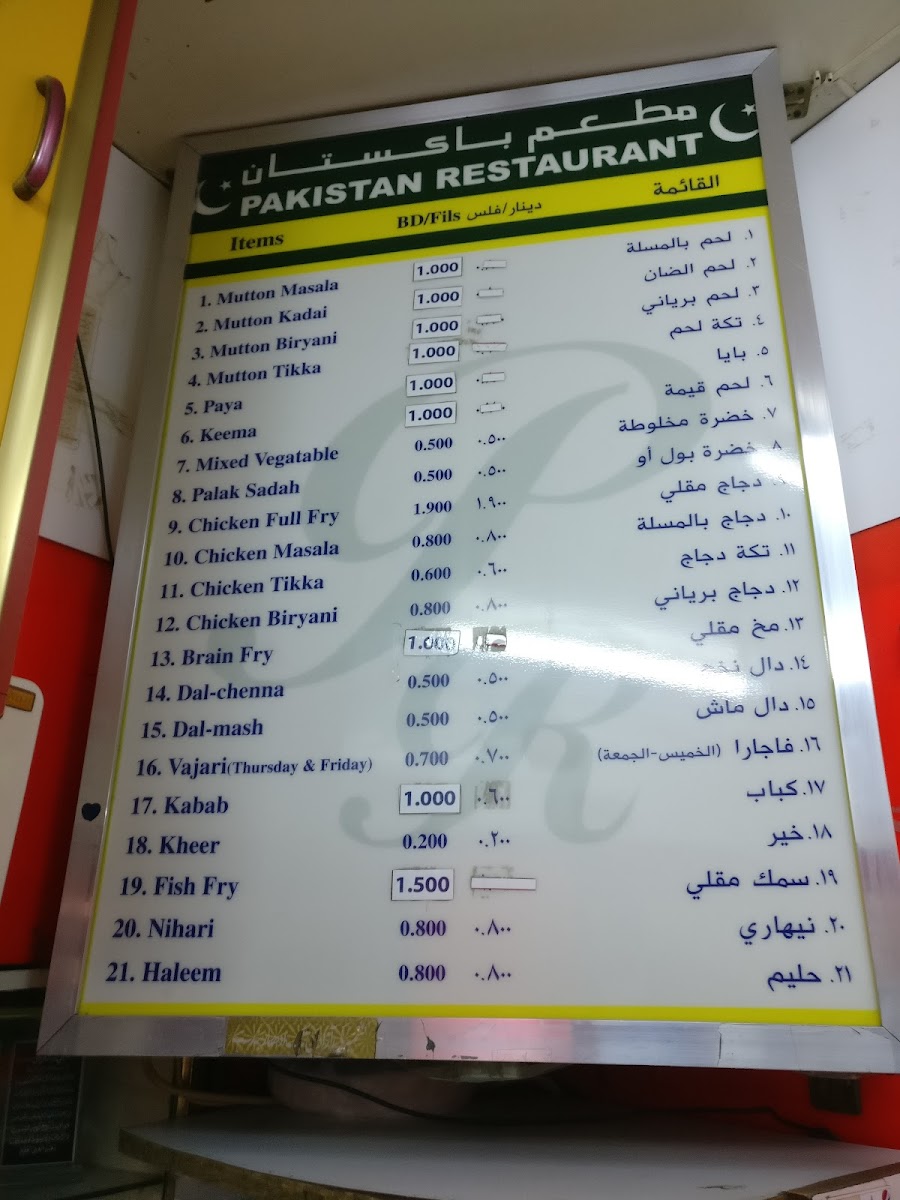 مطعم باكستان
PAKISTAN RESTAURANT
Items BD/Fils دينار/فلس القائمة
1. Mutton Masala 1.000 ١. لحم بالمسلة
2. Mutton Kadai 1.000 ٢. لحم الضان
3. Mutton Biryani 1.000 ٣. لحم برياني
4. Mutton Tikka 1.000 ٤. تكة لحم
5. Paya 1.000 ٥. بايا
6. Keema 1.000 ٦. لحم قيمة
7. Mixed Vegatable 0.500 ٠.٥٠٠ ٧. خضرة مخلوطة
8. Palak Sadah 0.500 ٠.٥٠٠ ٨. خضرة بول أو
9. Chicken Full Fry 1.900 ١.٩٠٠ دجاج مقلي
10. Chicken Masala 0.800 ٠.٨٠٠ ١٠. دجاج بالمسلة
11. Chicken Tikka 0.600 ٠.٦٠٠ ١١. تكة دجاج
12. Chicken Biryani 0.800 ٠.٨٠٠ ١٢. دجاج برياني
13. Brain Fry 1.000 ١٣. مخ مقلي
14. Dal-chenna 0.500 ٠.٥٠٠ ١٤. دال
15. Dal-mash 0.500 ٠.٥٠٠ ١٥. دال ماش
16. Vajari(Thursday & Friday) 0.700 ٠.٧٠٠ ١٦. فاجارا (الخميس-الجمعة)
17. Kabab 1.000 ٠.٦٠٠ ١٧. كباب
18. Kheer 0.200 ٠.٢٠٠ ١٨. خير
19. Fish Fry 1.500 ١٩. سمك مقلي
20. Nihari 0.800 ٠.٨٠٠ ٢٠. نيهاري
21. Haleem 0.800 ٠.٨٠٠ ٢١. حليم